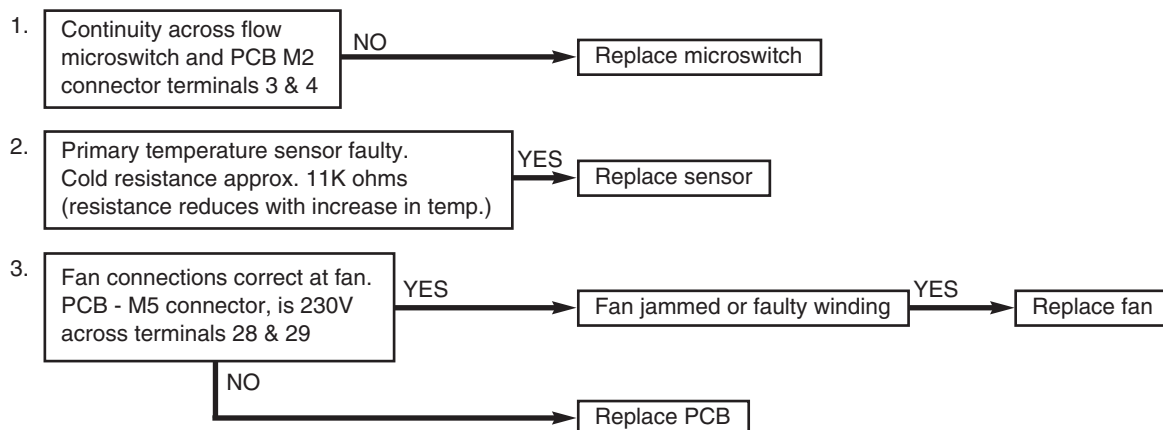 1.
Continuity across flow
microswitch and PCB M2
connector terminals 3 & 4
NO
Replace microswitch
2.
Primary temperature sensor faulty.
Cold resistance approx. 11K ohms
(resistance reduces with increase in temp.)
YES
Replace sensor
3.
Fan connections correct at fan.
PCB - M5 connector, is 230V
across terminals 28 & 29
YES
Fan jammed or faulty winding
YES
Replace fan
NO
Replace PCB